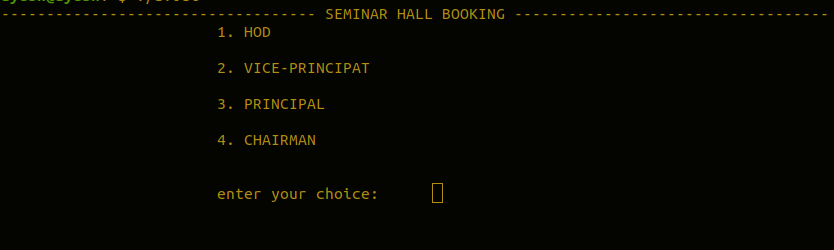 ----------------------------------- SEMINAR HALL BOOKING -----------------------------------
1. HOD
2. VICE-PRINCIPAT
3. PRINCIPAL
4. CHAIRMAN
enter your choice: